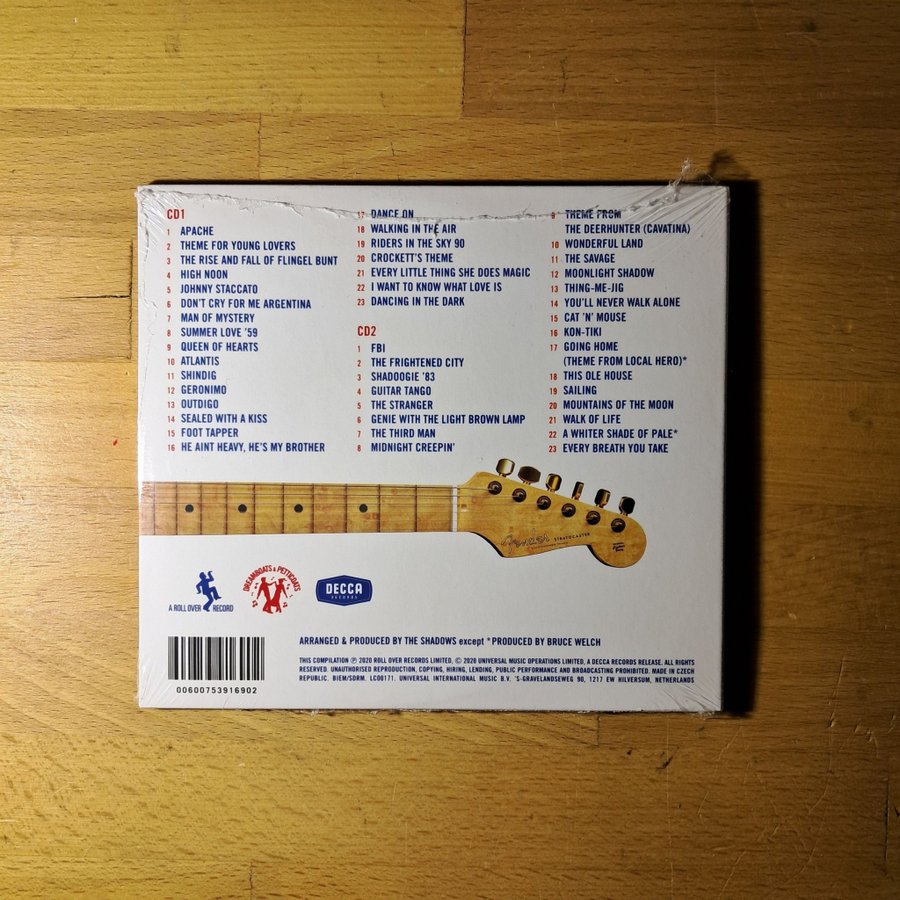 CD1
1 APACHE
2 THEME FOR YOUNG LOVERS
3 THE RISE AND FALL OF FLINGEL BUNT
4 HIGH NOON
5 JOHNNY STACCATO
6 DON'T CRY FOR ME ARGENTINA
7 MAN OF MYSTERY
8 SUMMER LOVE '59
9 QUEEN OF HEARTS
10 ATLANTIS
11 SHINDIG
12 GERONIMO
13 OUTDIGO
14 SEALED WITH A KISS
15 FOOT TAPPER
16 HE AINT HEAVY, HE'S MY BROTHER
17 DANCE ON
18 WALKING IN THE AIR
19 RIDERS IN THE SKY 90
20 CROCKETT'S THEME
21 EVERY LITTLE THING SHE DOES MAGIC
22 I WANT TO KNOW WHAT LOVE IS
23 DANCING IN THE DARK
CD2
1 FBI
2 THE FRIGHTENED CITY
3 SHADOOGIE '83
4 GUITAR TANGO
5 THE STRANGER
6 GENIE WITH THE LIGHT BROWN LAMP
7 THE THIRD MAN
8 MIDNIGHT CREEPIN'
9 THEME FROM
THE DEERHUNTER (CAVATINA)
10 WONDERFUL LAND
11 THE SAVAGE
12 MOONLIGHT SHADOW
13 THING-ME-JIG
14 YOU'LL NEVER WALK ALONE
15 CAT 'N' MOUSE
16 KON-TIKI
17 GOING HOME
(THEME FROM LOCAL HERO)*
18 THIS OLE HOUSE
19 SAILING
20 MOUNTAINS OF THE MOON
21 WALK OF LIFE
22 A WHITER SHADE OF PALE*
23 EVERY BREATH YOU TAKE
STRATOCASTER
A ROLL OVER RECORD
DREAMBOATS & PETTICOATS
DECCA
RECORDS
ARRANGED & PRODUCED BY THE SHADOWS except *PRODUCED BY BRUCE WELCH
THIS COMPILATION ℗ 2020 ROLL OVER RECORDS LIMITED, © 2020 UNIVERSAL MUSIC OPERATIONS LIMITED, A DECCA RECORDS RELEASE, ALL RIGHTS
RESERVED. UNAUTHORISED REPRODUCTION, COPYING, HIRING, LENDING, PUBLIC PERFORMANCE AND BROADCASTING PROHIBITED. MADE IN CZECH
REPUBLIC. BIEM/SDRM. LC00171. UNIVERSAL INTERNATIONAL MUSIC B.V. 'S-GRAVELANDSEWEG 90, 1217 EW HILVERSUM, NETHERLANDS
00600753916902